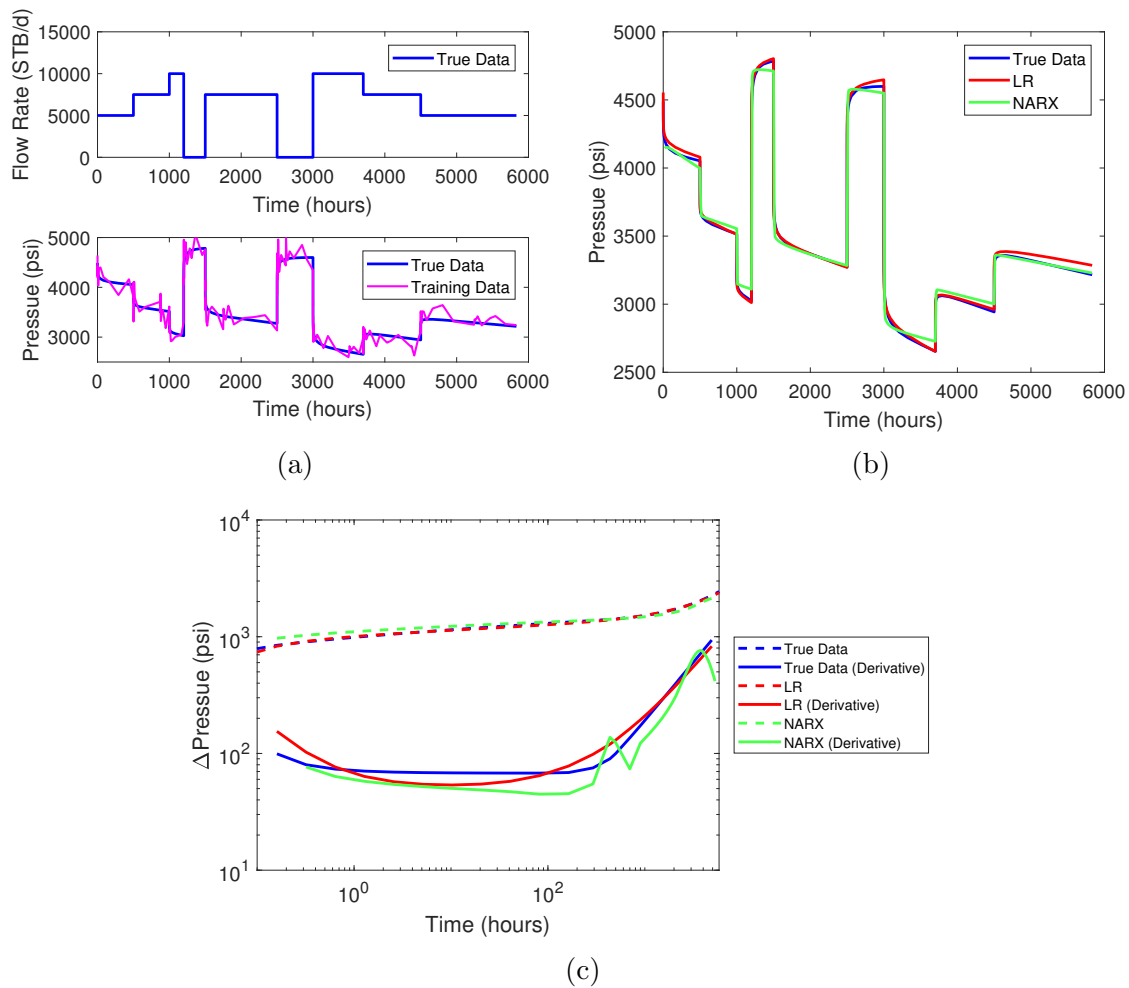 Flow Rate (STB/d)
15000
10000
5000
0
True Data
0 1000 2000 3000 4000 5000 6000
Time (hours)
Pressue (psi)
5000
4000
3000
True Data
Training Data
0 1000 2000 3000 4000 5000 6000
Time (hours)
(a)
Pressue (psi)
5000
4500
4000
3500
3000
2500
True Data
LR
NARX
0 1000 2000 3000 4000 5000 6000
Time (hours)
(b)
ΔPressue (psi)
10^4
10^3
10^2
10^1
10^0 10^2
Time (hours)
True Data
True Data (Derivative)
LR
LR (Derivative)
NARX
NARX (Derivative)
(c)